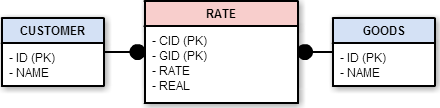 CUSTOMER
- ID (PK)
- NAME
RATE
- CID (PK)
- GID (PK)
- RATE
- REAL
GOODS
- ID (PK)
- NAME